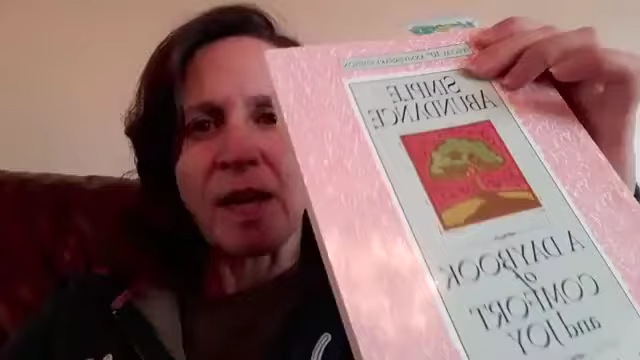 SIMPLE
ABUNDANCE
A DAYBOOK
of
COMFORT
and JOY